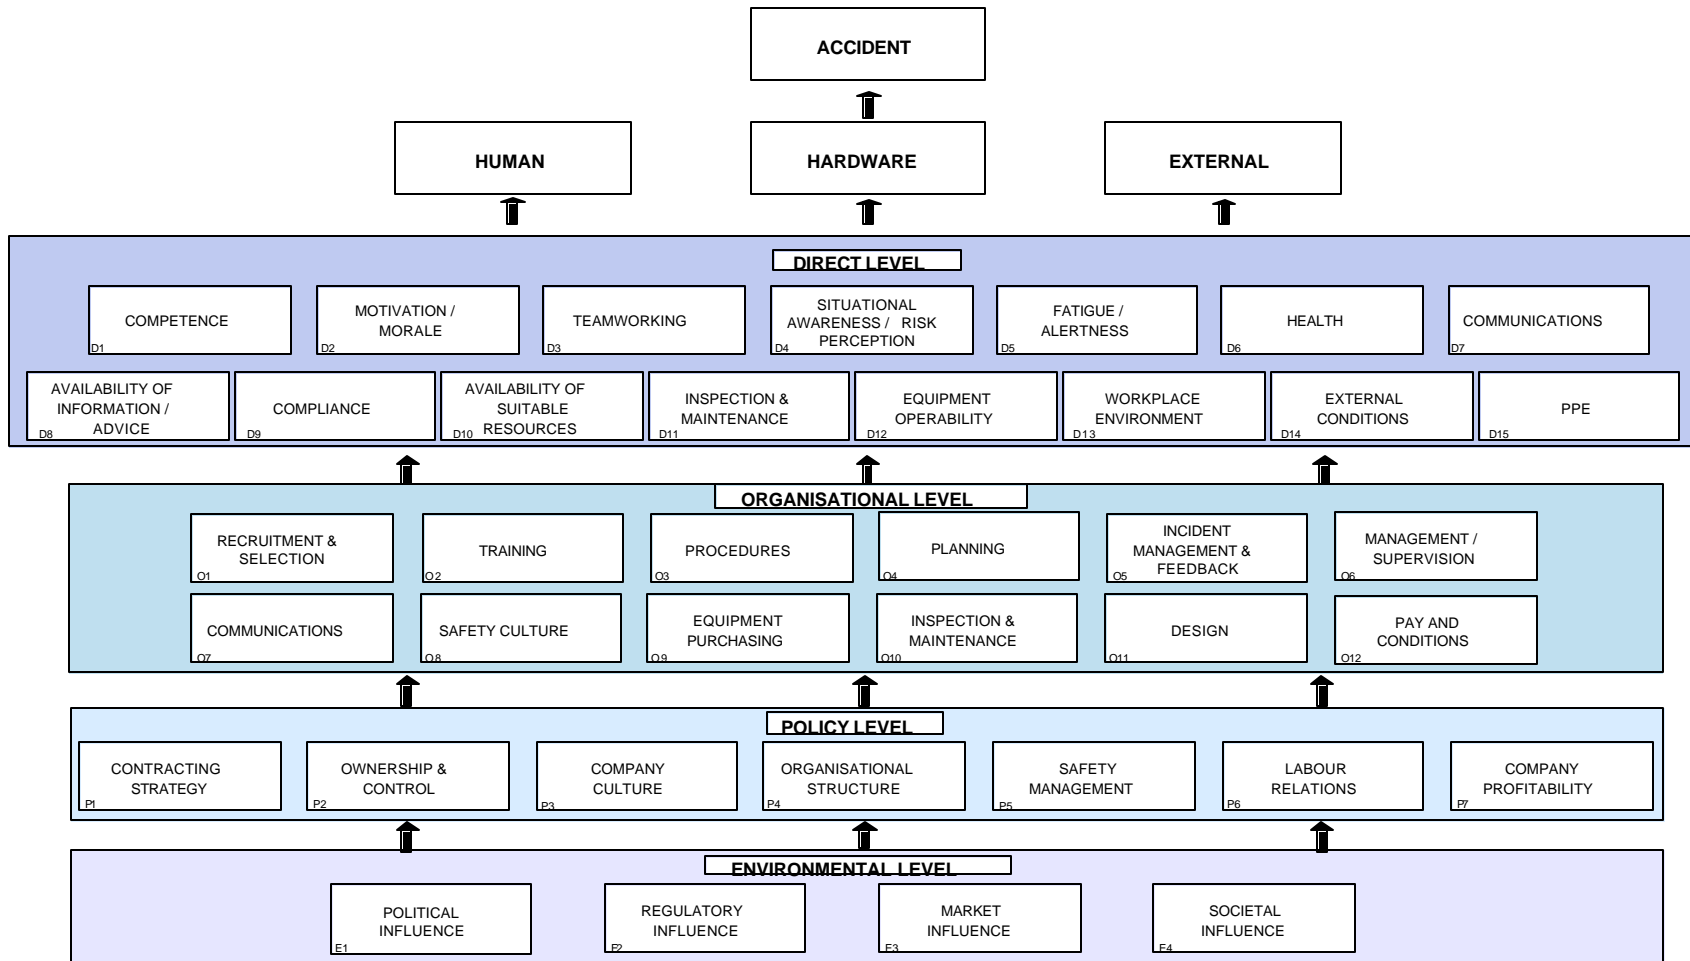 ACCIDENT
HUMAN
HARDWARE
EXTERNAL
DIRECT LEVEL
COMPETENCE
D1
MOTIVATION /
MORALE
D2
TEAMWORKING
D3
SITUATIONAL
AWARENESS / RISK
PERCEPTION
D4
FATIGUE /
ALERTNESS
D5
HEALTH
D6
COMMUNICATIONS
D7
AVAILABILITY OF
INFORMATION /
ADVICE
D8
COMPLIANCE
D9
AVAILABILITY OF
SUITABLE
RESOURCES
D10
INSPECTION &
MAINTENANCE
D11
EQUIPMENT
OPERABILITY
D12
WORKPLACE
ENVIRONMENT
D13
EXTERNAL
CONDITIONS
D14
PPE
D15
ORGANISATIONAL LEVEL
RECRUITMENT &
SELECTION
O1
TRAINING
O2
PROCEDURES
O3
PLANNING
O4
INCIDENT
MANAGEMENT &
FEEDBACK
O5
MANAGEMENT /
SUPERVISION
O6
COMMUNICATIONS
O7
SAFETY CULTURE
O8
EQUIPMENT
PURCHASING
O9
INSPECTION &
MAINTENANCE
O10
DESIGN
O11
PAY AND
CONDITIONS
O12
POLICY LEVEL
CONTRACTING
STRATEGY
P1
OWNERSHIP &
CONTROL
P2
COMPANY
CULTURE
P3
ORGANISATIONAL
STRUCTURE
P4
SAFETY
MANAGEMENT
P5
LABOUR
RELATIONS
P6
COMPANY
PROFITABILITY
P7
ENVIRONMENTAL LEVEL
POLITICAL
INFLUENCE
E1
REGULATORY
INFLUENCE
E2
MARKET
INFLUENCE
E3
SOCIETAL
INFLUENCE
E4